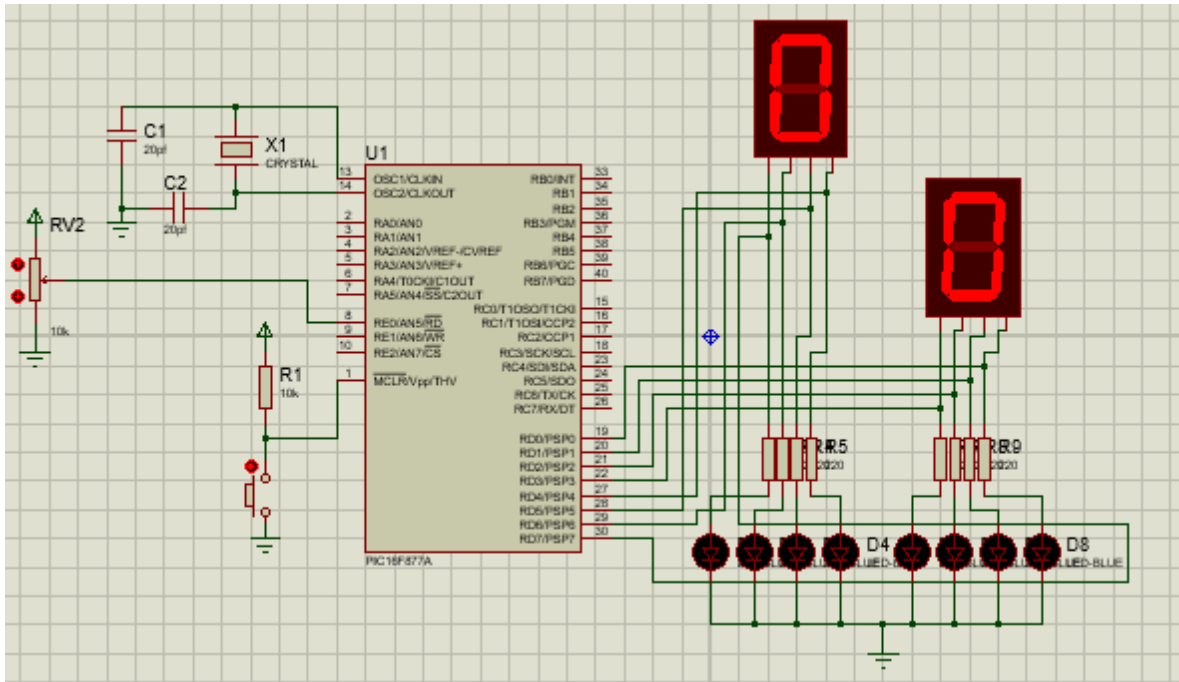 C1
20pf
X1
CRYSTAL
C2
20pf
RV2
10k
R1
10k
U1
13 OSC1/CLKIN
14 OSC2/CLKOUT
2 RA0/AN0
3 RA1/AN1
4 RA2/AN2/VREF-/CVREF
5 RA3/AN3/VREF+
6 RA4/T0CKI/C1OUT
7 RA5/AN4/SS/C2OUT
8 RE0/AN5/RD
9 RE1/AN6/WR
10 RE2/AN7/CS
1 MCLR/Vpp/THV
RB0/INT 33
RB1 34
RB2 35
RB3/PGM 36
RB4 37
RB5 38
RB6/PGC 39
RB7/PGD 40
RC0/T1OSO/T1CKI 15
RC1/T1OSI/CCP2 16
RC2/CCP1 17
RC3/SCK/SCL 18
RC4/SDI/SDA 23
RC5/SDO 24
RC6/TX/CK 25
RC7/RX/DT 26
RD0/PSP0 19
RD1/PSP1 20
RD2/PSP2 21
RD3/PSP3 22
RD4/PSP4 27
RD5/PSP5 28
RD6/PSP6 29
RD7/PSP7 30
PIC16F877A
0
0
R5
220
R9
220
D4
D8
LED-BLUE